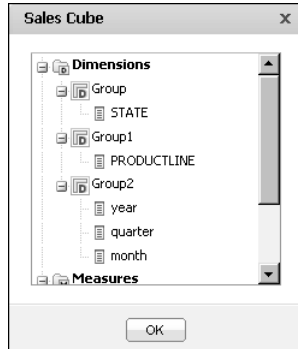 Sales Cube x
Dimensions
Group
STATE
Group1
PRODUCTLINE
Group2
year
quarter
month
Measures
OK